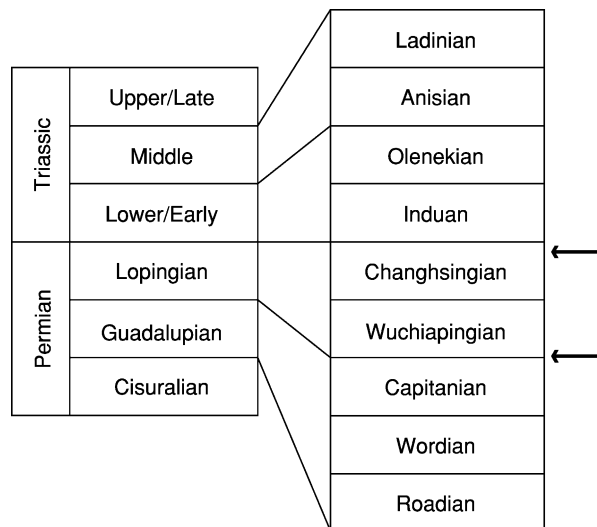 Triassic
Upper/Late
Middle
Lower/Early
Permian
Lopingian
Guadalupian
Cisuralian
Ladinian
Anisian
Olenekian
Induan
Changhsingian
Wuchiapingian
Capitanian
Wordian
Roadian